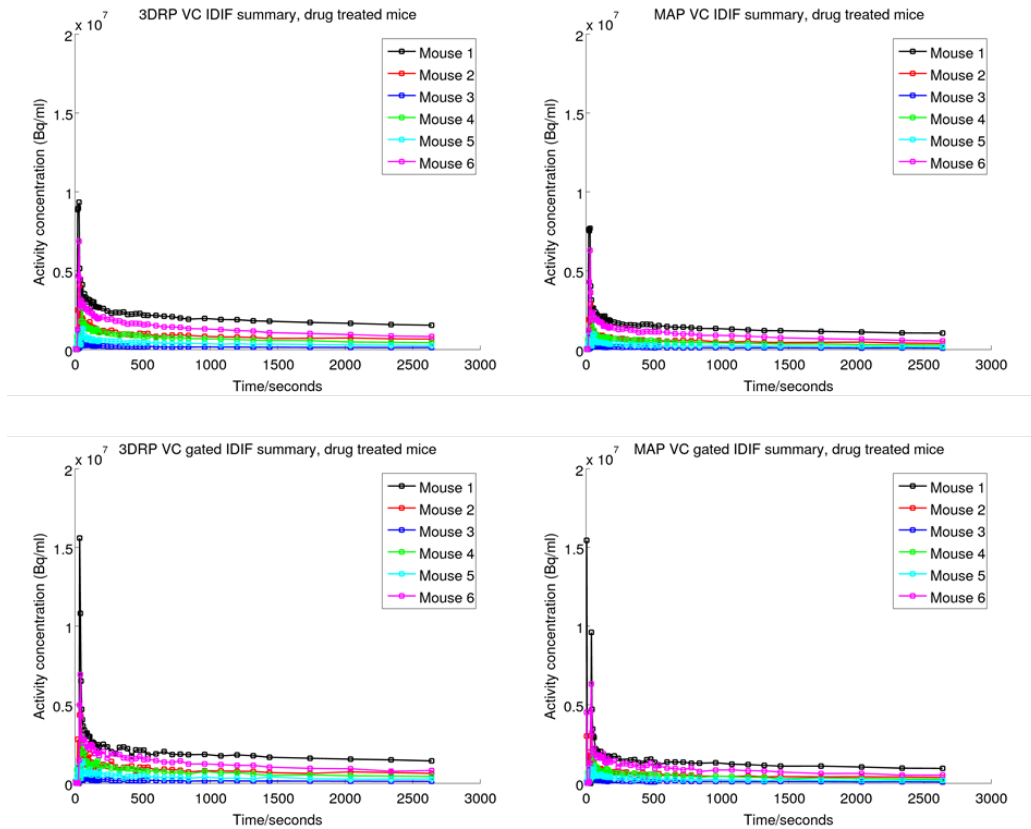 3DRP VC IDIF summary, drug treated mice
x 10^7
2
1.5
1
0.5
0
0 500 1000 1500 2000 2500 3000
Activity concentration (Bq/ml)
Time/seconds
Mouse 1
Mouse 2
Mouse 3
Mouse 4
Mouse 5
Mouse 6
MAP VC IDIF summary, drug treated mice
x 10^7
2
1.5
1
0.5
0
0 500 1000 1500 2000 2500 3000
Activity concentration (Bq/ml)
Time/seconds
Mouse 1
Mouse 2
Mouse 3
Mouse 4
Mouse 5
Mouse 6
3DRP VC gated IDIF summary, drug treated mice
x 10^7
2
1.5
1
0.5
0
0 500 1000 1500 2000 2500 3000
Activity concentration (Bq/ml)
Time/seconds
Mouse 1
Mouse 2
Mouse 3
Mouse 4
Mouse 5
Mouse 6
MAP VC gated IDIF summary, drug treated mice
x 10^7
2
1.5
1
0.5
0
0 500 1000 1500 2000 2500 3000
Activity concentration (Bq/ml)
Time/seconds
Mouse 1
Mouse 2
Mouse 3
Mouse 4
Mouse 5
Mouse 6